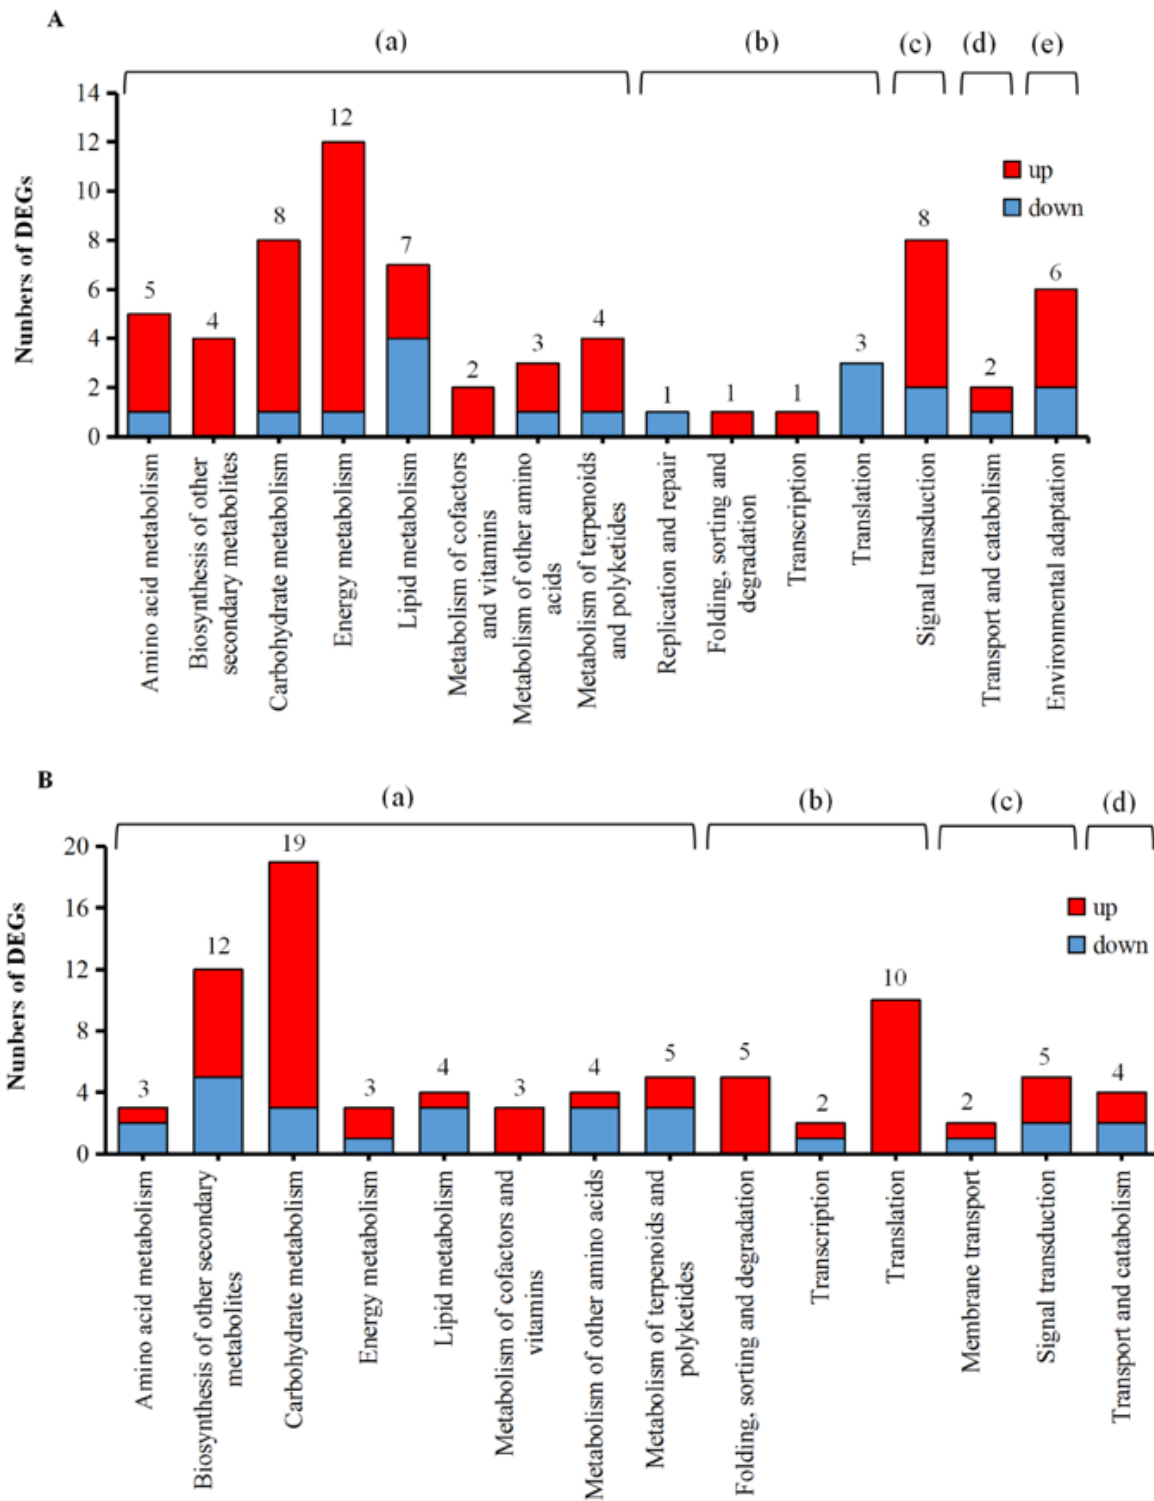 A
(a)
(b)
(c)
(d)
(e)
14
12
10
8
6
4
2
0
Nunbers of DEGs
5
4
8
12
7
2
3
4
1
1
1
3
8
2
6
up
down
Amino acid metabolism
Biosynthesis of other
secondary metabolites
Carbohydrate metabolism
Energy metabolism
Lipid metabolism
Metabolism of cofactors
and vitamins
Metabolism of other amino
acids
Metabolism of terpenoids
and polyketides
Replication and repair
Folding, sorting and
degradation
Transcription
Translation
Signal transduction
Transport and catabolism
Environmental adaptation
B
(a)
(b)
(c)
(d)
20
16
12
8
4
0
Nunbers of DEGs
3
12
19
3
4
3
4
5
5
2
10
2
5
4
up
down
Amino acid metabolism
Biosynthesis of other secondary
metabolites
Carbohydrate metabolism
Energy metabolism
Lipid metabolism
Metabolism of cofactors and
vitamins
Metabolism of other amino acids
Metabolism of terpenoids and
polyketides
Folding, sorting and degradation
Transcription
Translation
Membrane transport
Signal transduction
Transport and catabolism